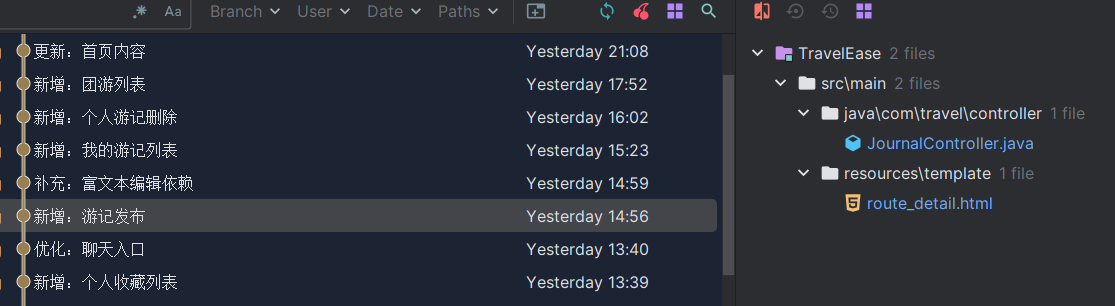 .* Aa Branch User Date Paths
更新：首页内容 Yesterday 21:08
新增：团游列表 Yesterday 17:52
新增：个人游记删除 Yesterday 16:02
新增：我的游记列表 Yesterday 15:23
补充：富文本编辑依赖 Yesterday 14:59
新增：游记发布 Yesterday 14:56
优化：聊天入口 Yesterday 13:40
新增：个人收藏列表 Yesterday 13:39
TravelEase 2 files
src\main 2 files
java\com\travel\controller 1 file
JournalController.java
resources\template 1 file
route_detail.html